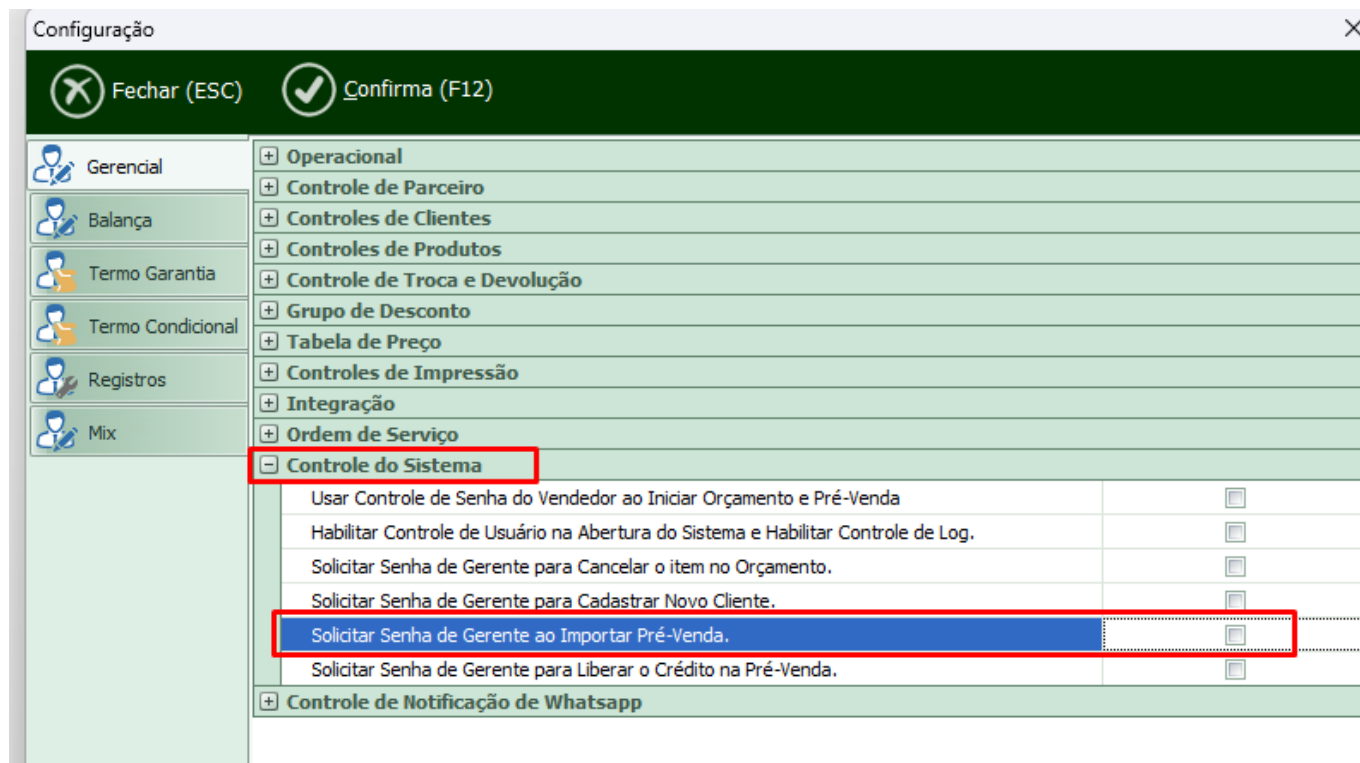 Configuração
Fechar (ESC)
Confirma (F12)
Gerencial
Balança
Termo Garantia
Termo Condicional
Registros
Mix
Operacional
Controle de Parceiro
Controles de Clientes
Controles de Produtos
Controle de Troca e Devolução
Grupo de Desconto
Tabela de Preço
Controles de Impressão
Integração
Ordem de Serviço
Controle do Sistema
Usar Controle de Senha do Vendedor ao Iniciar Orçamento e Pré-Venda
Habilitar Controle de Usuário na Abertura do Sistema e Habilitar Controle de Log.
Solicitar Senha de Gerente para Cancelar o item no Orçamento.
Solicitar Senha de Gerente para Cadastrar Novo Cliente.
Solicitar Senha de Gerente ao Importar Pré-Venda.
Solicitar Senha de Gerente para Liberar o Crédito na Pré-Venda.
Controle de Notificação de Whatsapp